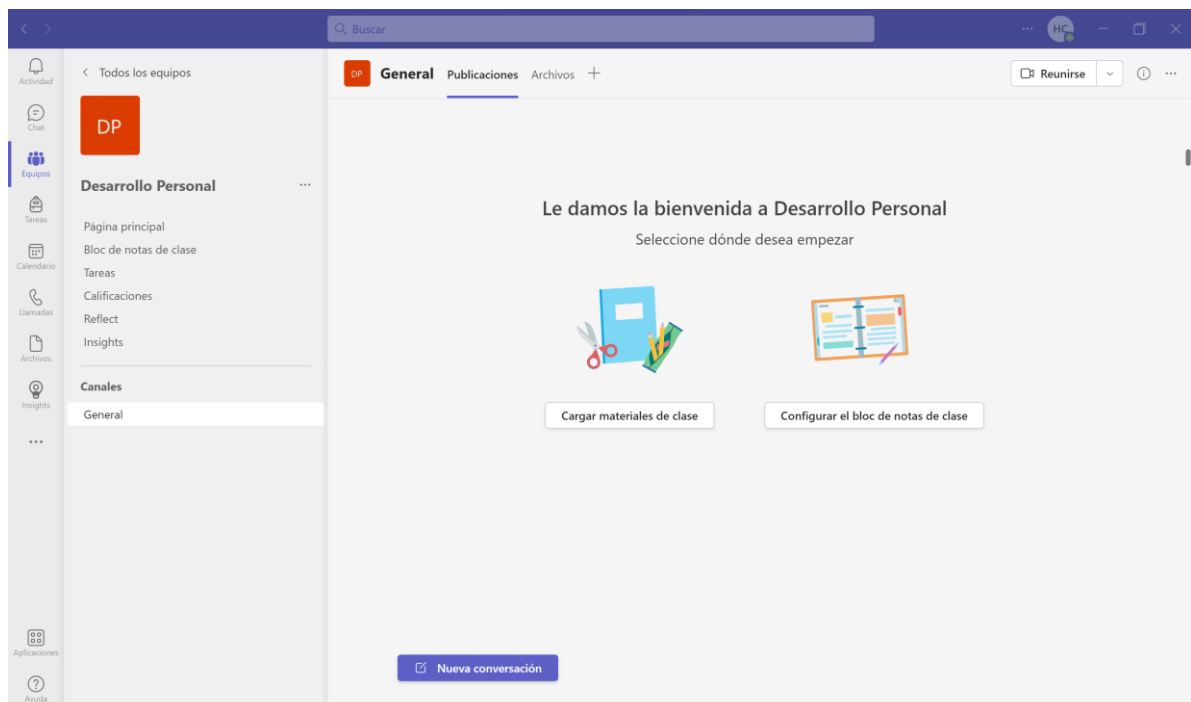 Buscar
HC
Actividad
Chat
Equipos
Tareas
Calendario
Llamadas
Archivos
Insights
Aplicaciones
Ayuda
Todos los equipos
DP
Desarrollo Personal
Página principal
Bloc de notas de clase
Tareas
Calificaciones
Reflect
Insights
Canales
General
DP General Publicaciones Archivos
Reunirse
Le damos la bienvenida a Desarrollo Personal
Seleccione dónde desea empezar
Cargar materiales de clase Configurar el bloc de notas de clase
Nueva conversación